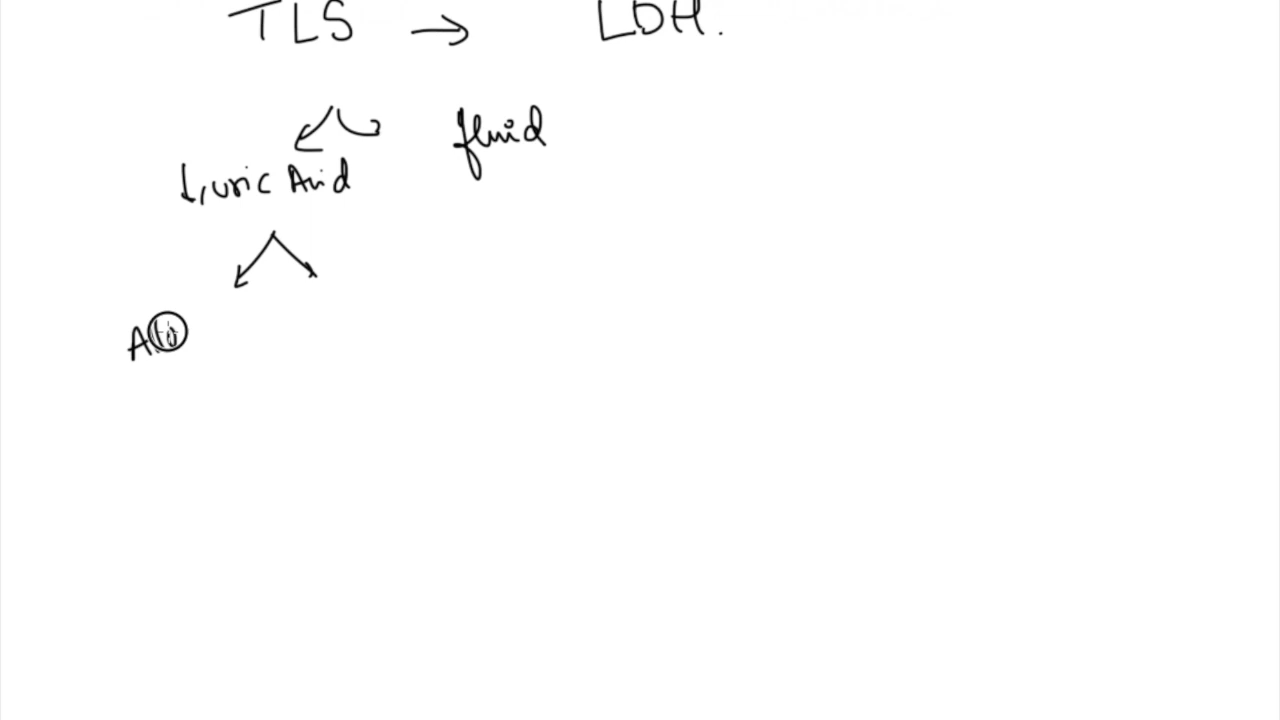 TLS → LDH.
fluid
↓ uric Acid